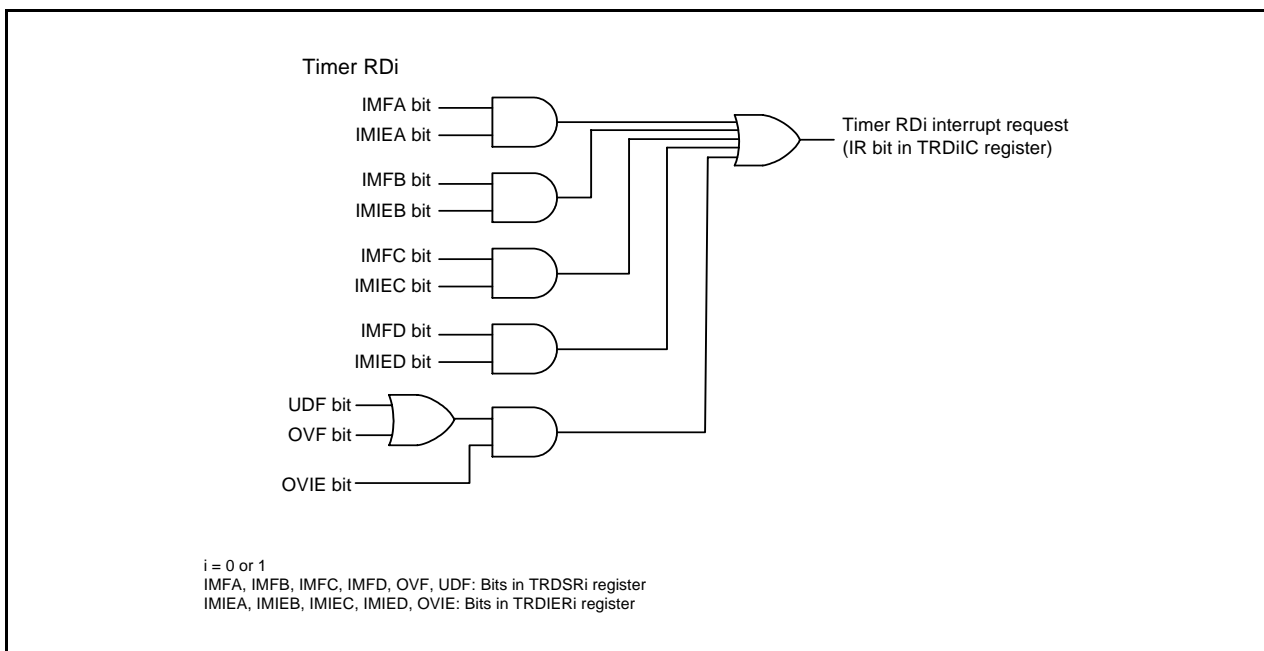 Timer RDi
IMFA bit
IMIEA bit
Timer RDi interrupt request
(IR bit in TRDiIC register)
IMFB bit
IMIEB bit
IMFC bit
IMIEC bit
IMFD bit
IMIED bit
UDF bit
OVF bit
OVIE bit
i = 0 or 1
IMFA, IMFB, IMFC, IMFD, OVF, UDF: Bits in TRDSRi register
IMIEA, IMIEB, IMIEC, IMIED, OVIE: Bits in TRDIERi register